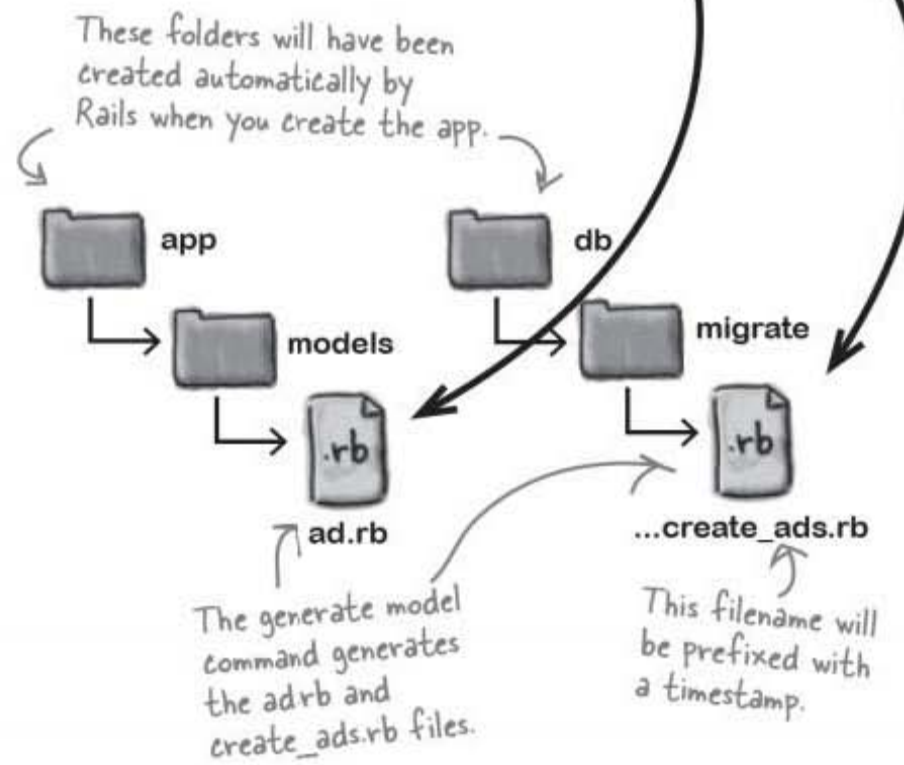 These folders will have been
created automatically by
Rails when you create the app.
app
db
models
migrate
.rb
.rb
ad.rb
...create_ads.rb
The generate model
command generates
the ad.rb and
create_ads.rb files.
This filename will
be prefixed with
a timestamp.